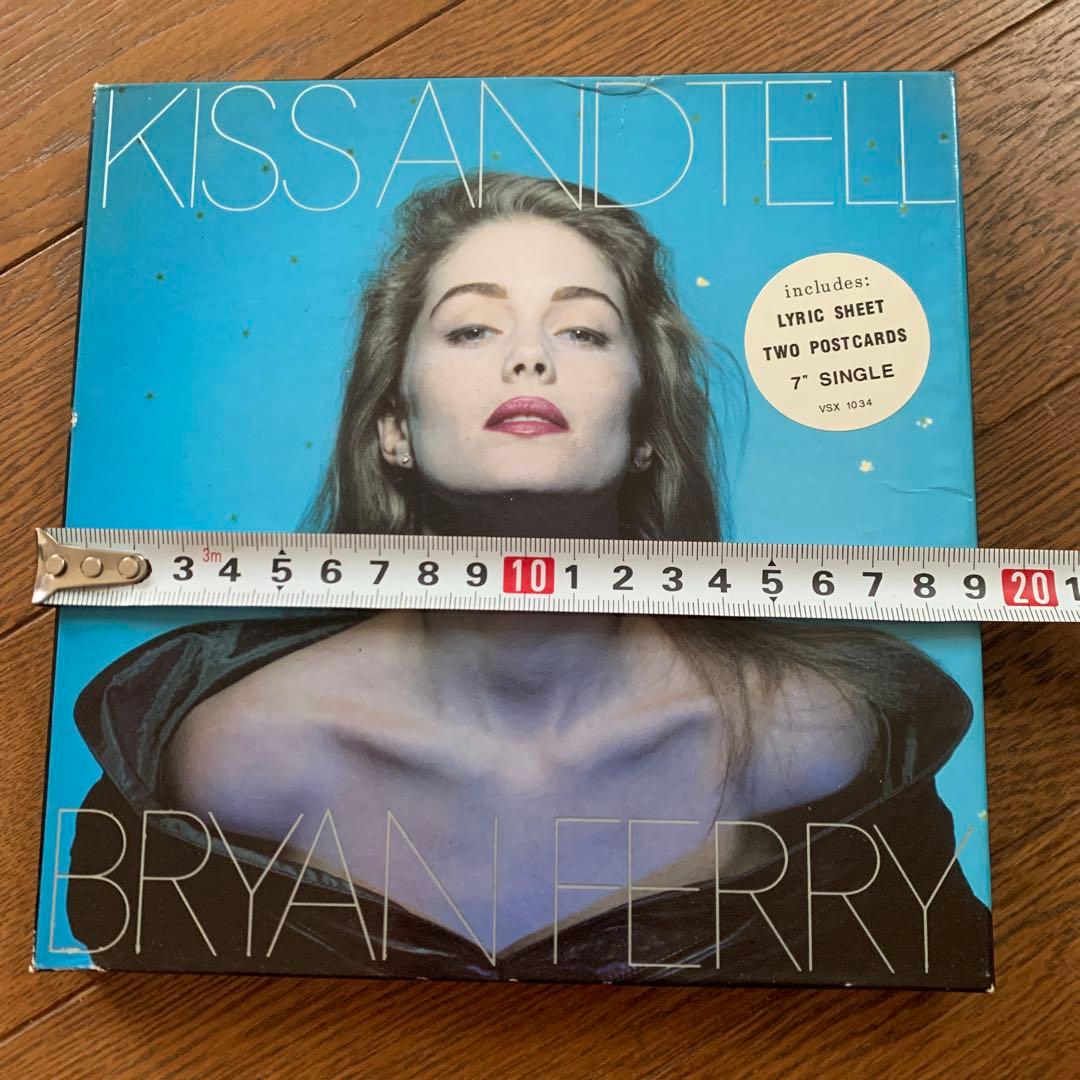 KISS AND TELL
includes:
LYRIC SHEET
TWO POSTCARDS
7" SINGLE
VSX 1034
3m
3 4 5 6 7 8 9 10 1 2 3 4 5 6 7 8 9 20 1
BRYAN FERRY